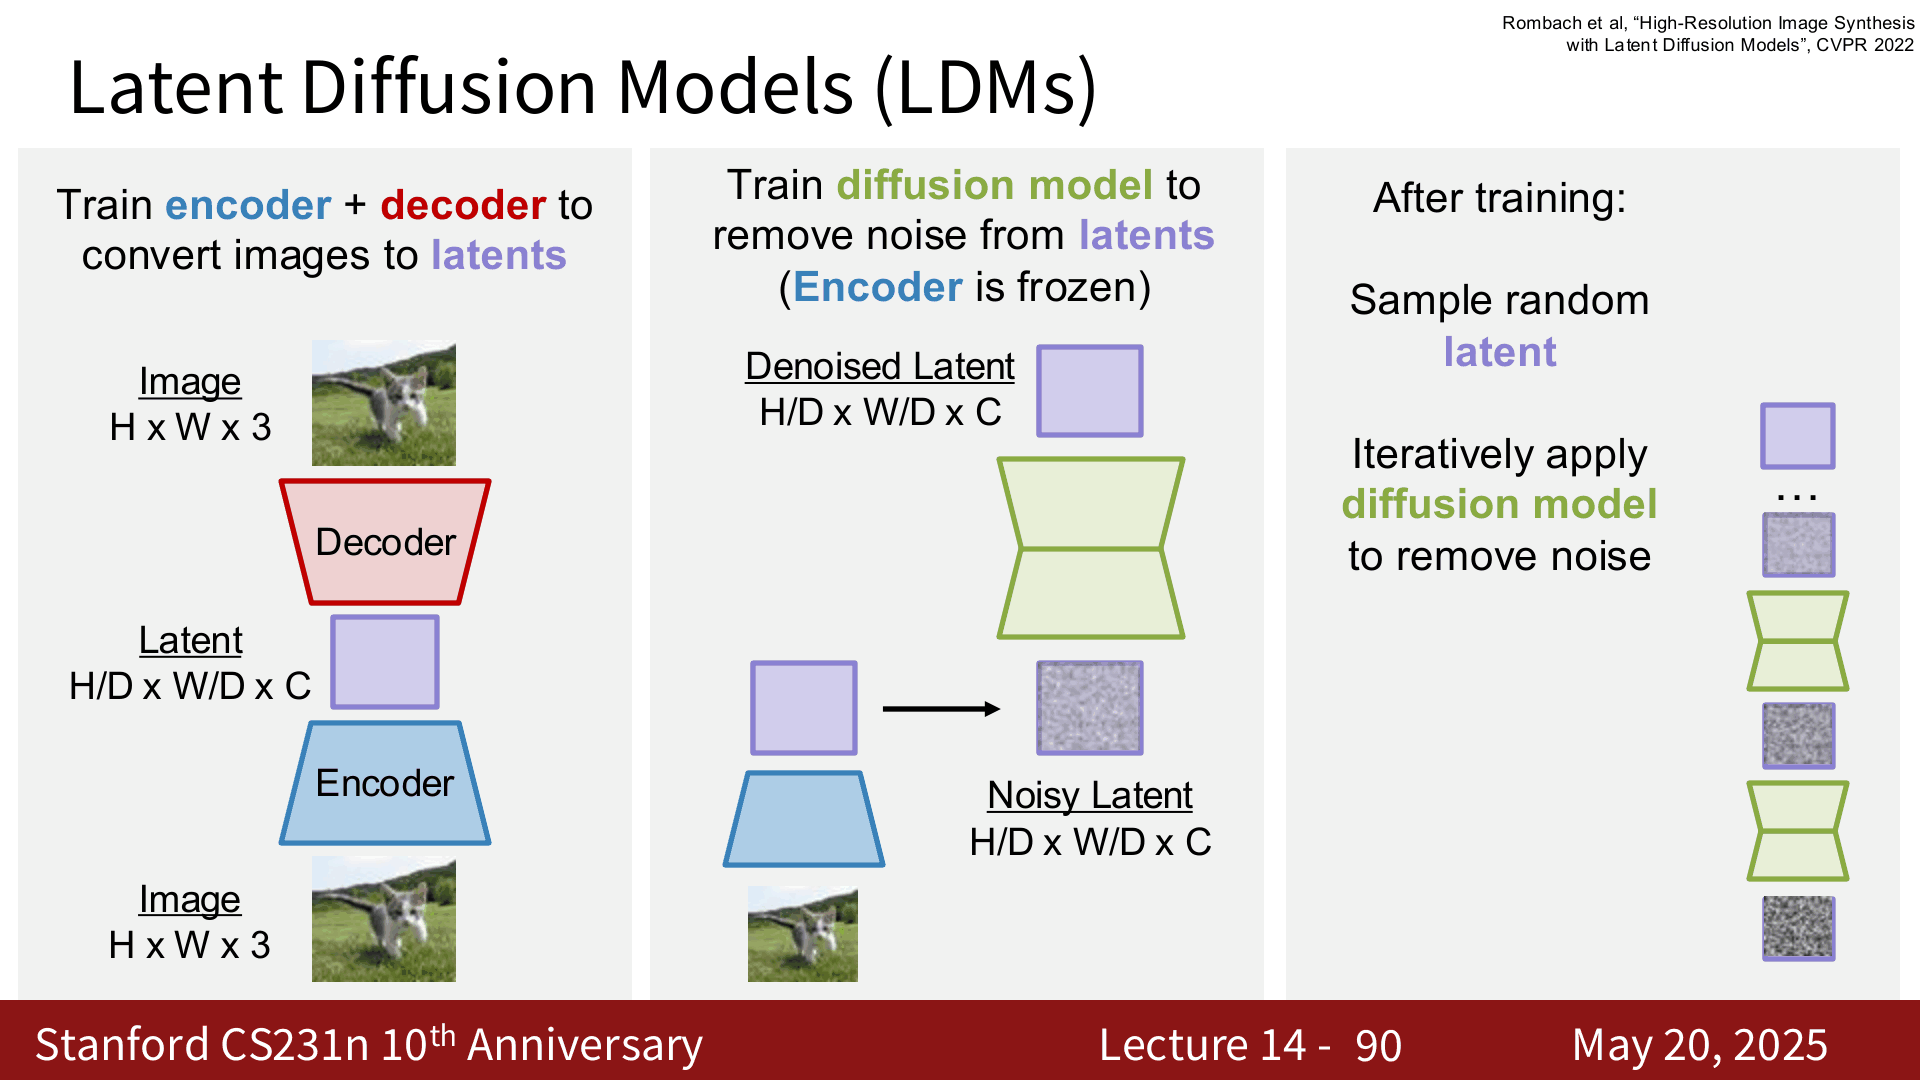 Rombach et al, “High-Resolution Image Synthesis
with Latent Diffusion Models”, CVPR 2022
Latent Diffusion Models (LDMs)
Train encoder + decoder to
convert images to latents
Image
H x W x 3
Decoder
Latent
H/D x W/D x C
Encoder
Image
H x W x 3
Train diffusion model to
remove noise from latents
(Encoder is frozen)
Denoised Latent
H/D x W/D x C
Noisy Latent
H/D x W/D x C
After training:
Sample random
latent
Iteratively apply
diffusion model
to remove noise
...
Stanford CS231n 10th Anniversary
Lecture 14 - 90
May 20, 2025